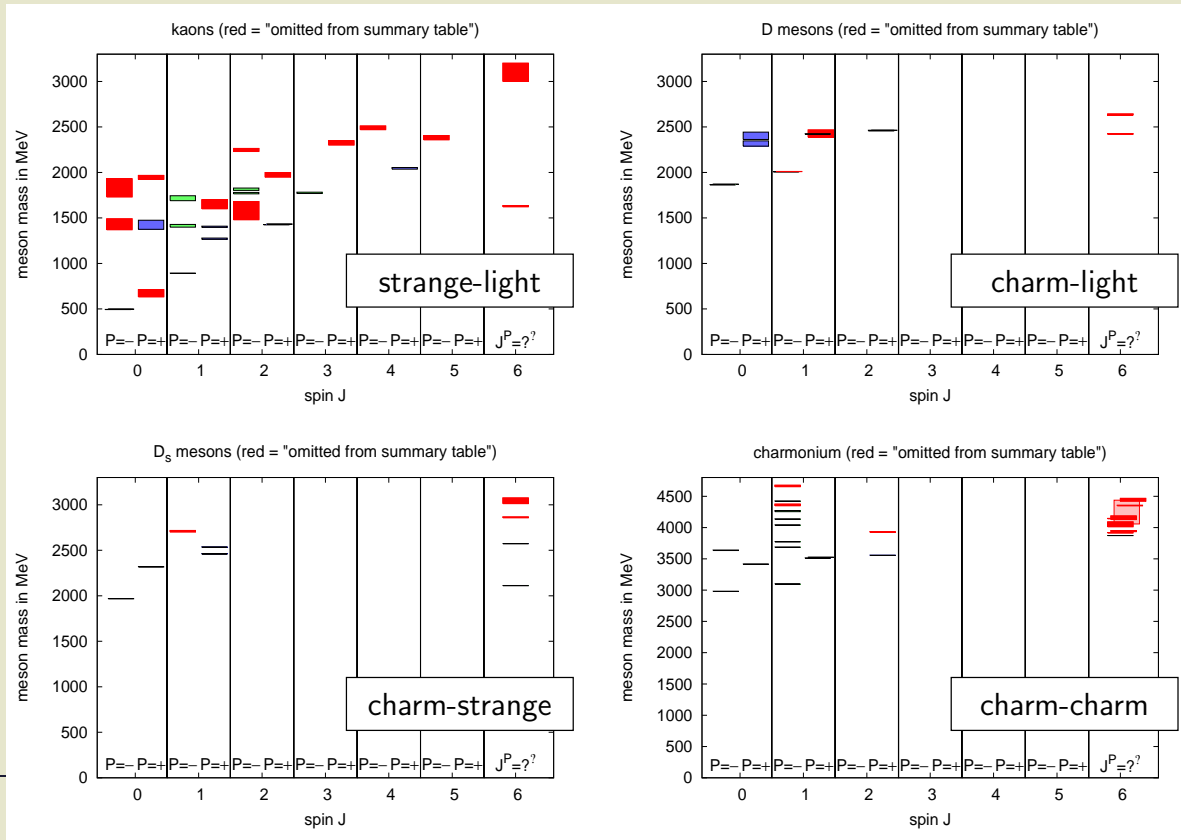 kaons (red = "omitted from summary table")
meson mass in MeV
3000
2500
2000
1500
1000
500
0
strange-light
P=− P=+ P=− P=+ P=− P=+ P=− P=+ P=− P=+ P=− P=+ J^P=?^?
0 1 2 3 4 5 6
spin J
D mesons (red = "omitted from summary table")
meson mass in MeV
3000
2500
2000
1500
1000
500
0
charm-light
P=− P=+ P=− P=+ P=− P=+ P=− P=+ P=− P=+ P=− P=+ J^P=?^?
0 1 2 3 4 5 6
spin J
D_s mesons (red = "omitted from summary table")
meson mass in MeV
3000
2500
2000
1500
1000
500
0
charm-strange
P=− P=+ P=− P=+ P=− P=+ P=− P=+ P=− P=+ P=− P=+ J^P=?^?
0 1 2 3 4 5 6
spin J
charmonium (red = "omitted from summary table")
meson mass in MeV
4500
4000
3500
3000
2500
2000
1500
1000
500
0
charm-charm
P=− P=+ P=− P=+ P=− P=+ P=− P=+ P=− P=+ P=− P=+ J^P=?^?
0 1 2 3 4 5 6
spin J